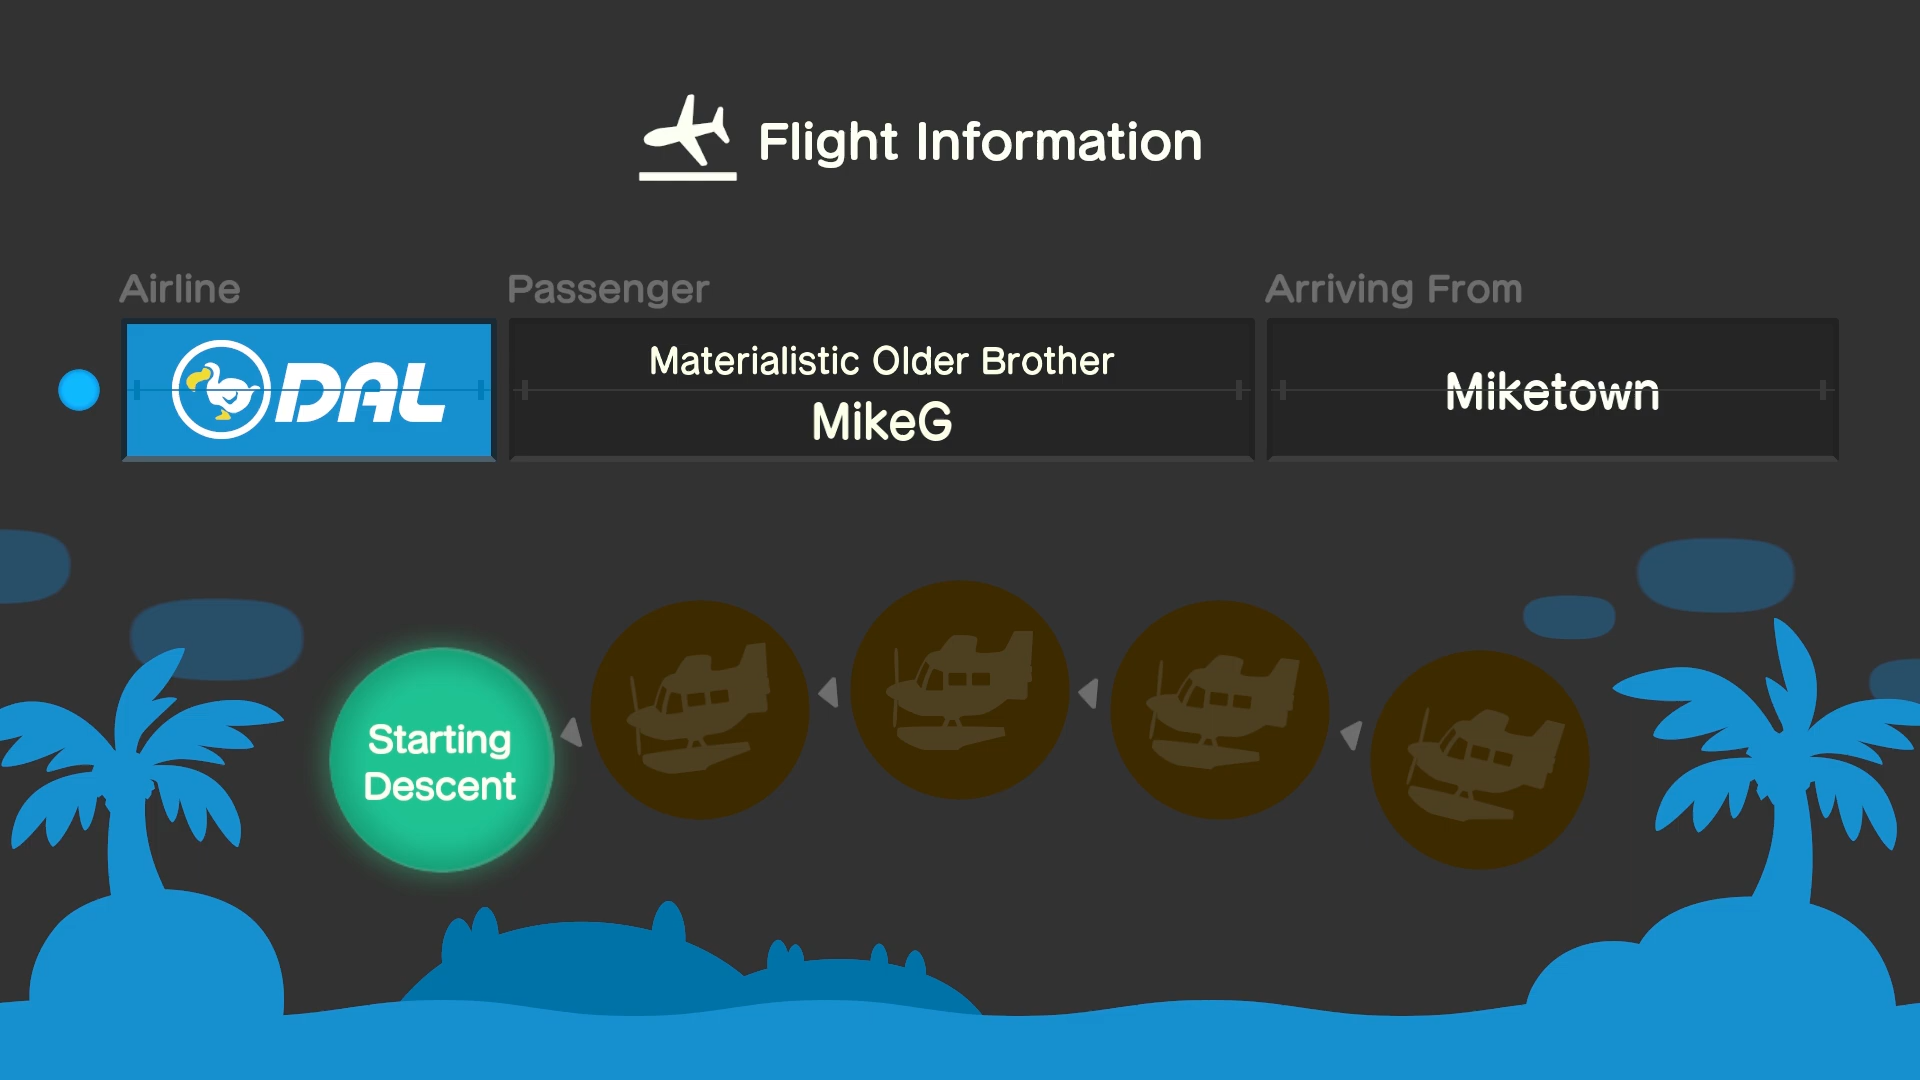 Flight Information
Airline
Passenger
Arriving From
DAL
Materialistic Older Brother
MikeG
Miketown
Starting
Descent